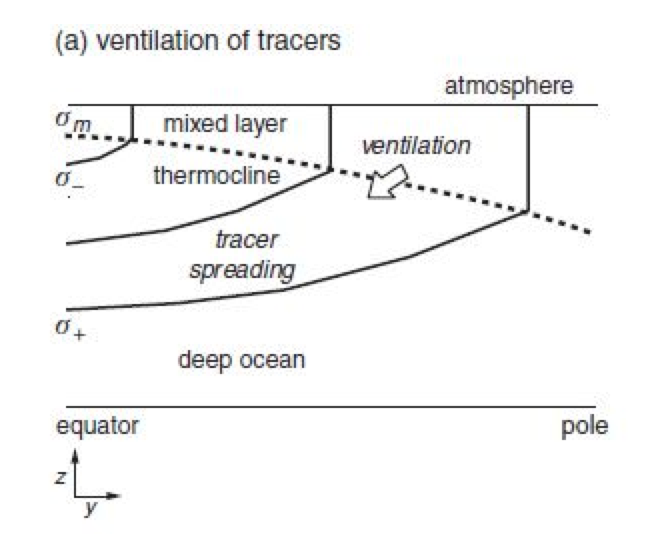 (a) ventilation of tracers
atmosphere
σm
mixed layer
ventilation
σ-
thermocline
tracer
spreading
σ+
deep ocean
equator
pole
z
y